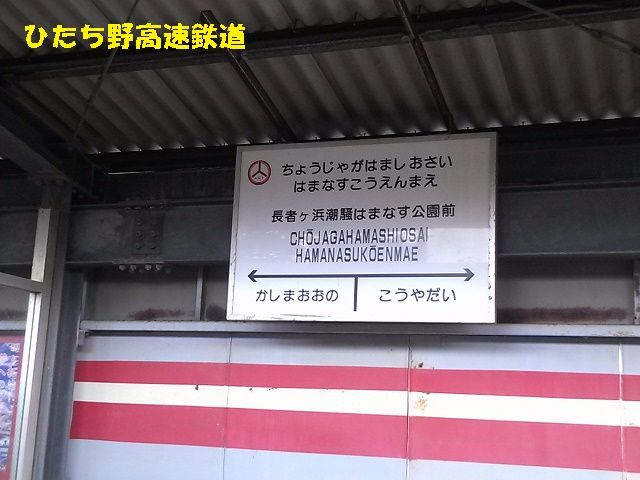 ひたち野高速鉄道
ちょうじゃがはましおさい
はまなすこうえんまえ
長者ヶ浜潮騒はまなす公園前
CHŌJAGAHAMASHIOSAI
HAMANASUKŌENMAE
かしまおおの
こうやだい